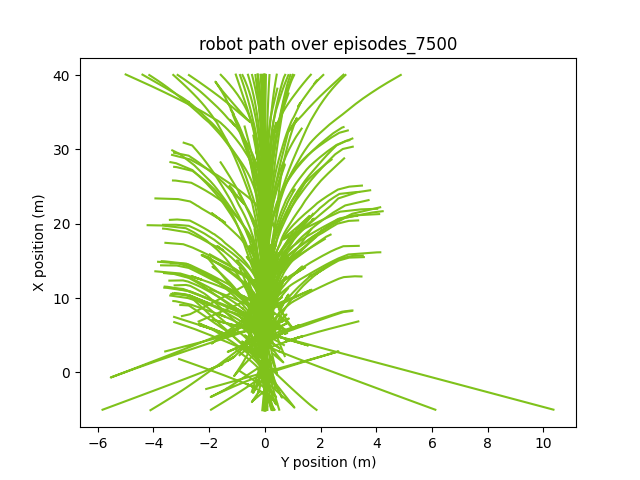 robot path over episodes_7500
40
30
20
10
0
X position (m)
−6 −4 −2 0 2 4 6 8 10
Y position (m)